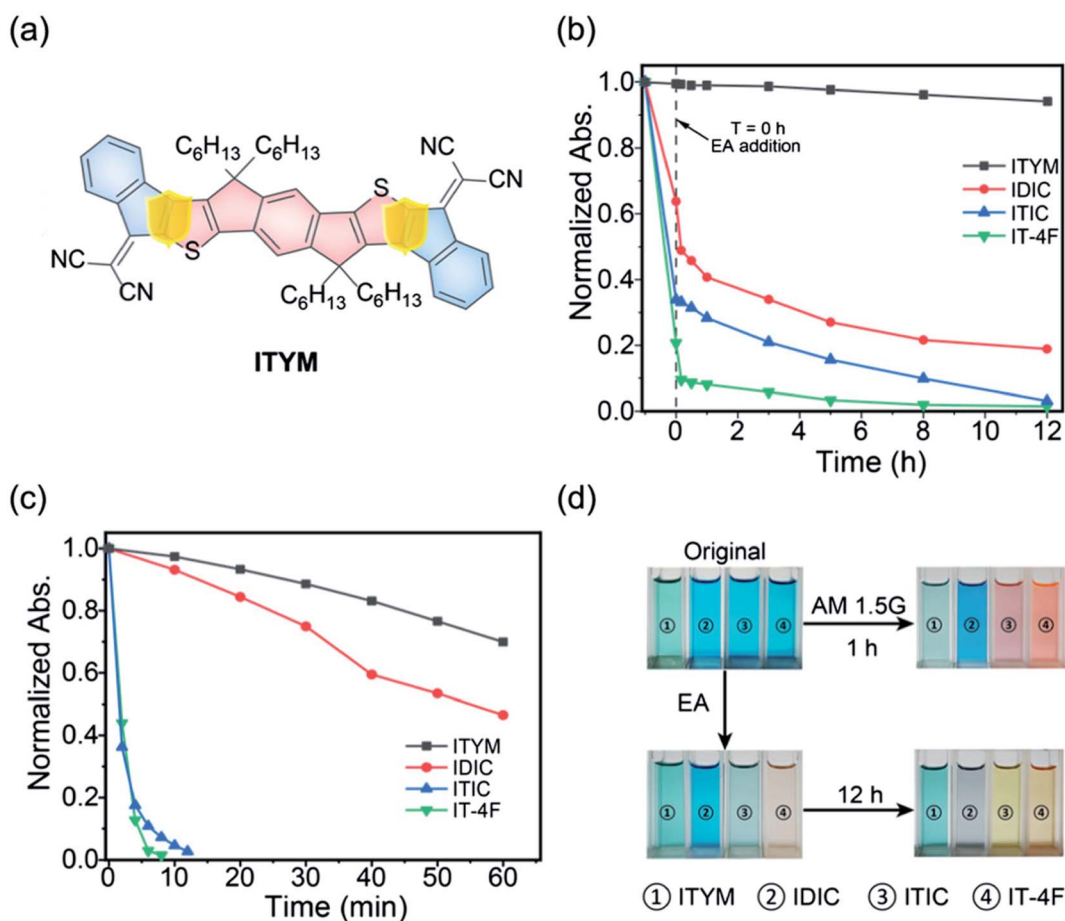 (a)
C₆H₁₃ C₆H₁₃
NC
CN
S
S
NC
CN
C₆H₁₃ C₆H₁₃
ITYM
(b)
Normalized Abs.
1.0
0.8
0.6
0.4
0.2
0.0
T = 0 h
EA addition
ITYM
IDIC
ITIC
IT-4F
0 2 4 6 8 10 12
Time (h)
(c)
Normalized Abs.
1.0
0.8
0.6
0.4
0.2
0.0
ITYM
IDIC
ITIC
IT-4F
0 10 20 30 40 50 60
Time (min)
(d)
Original
① ② ③ ④
AM 1.5G
1 h
① ② ③ ④
EA
① ② ③ ④
12 h
① ② ③ ④
① ITYM ② IDIC ③ ITIC ④ IT-4F